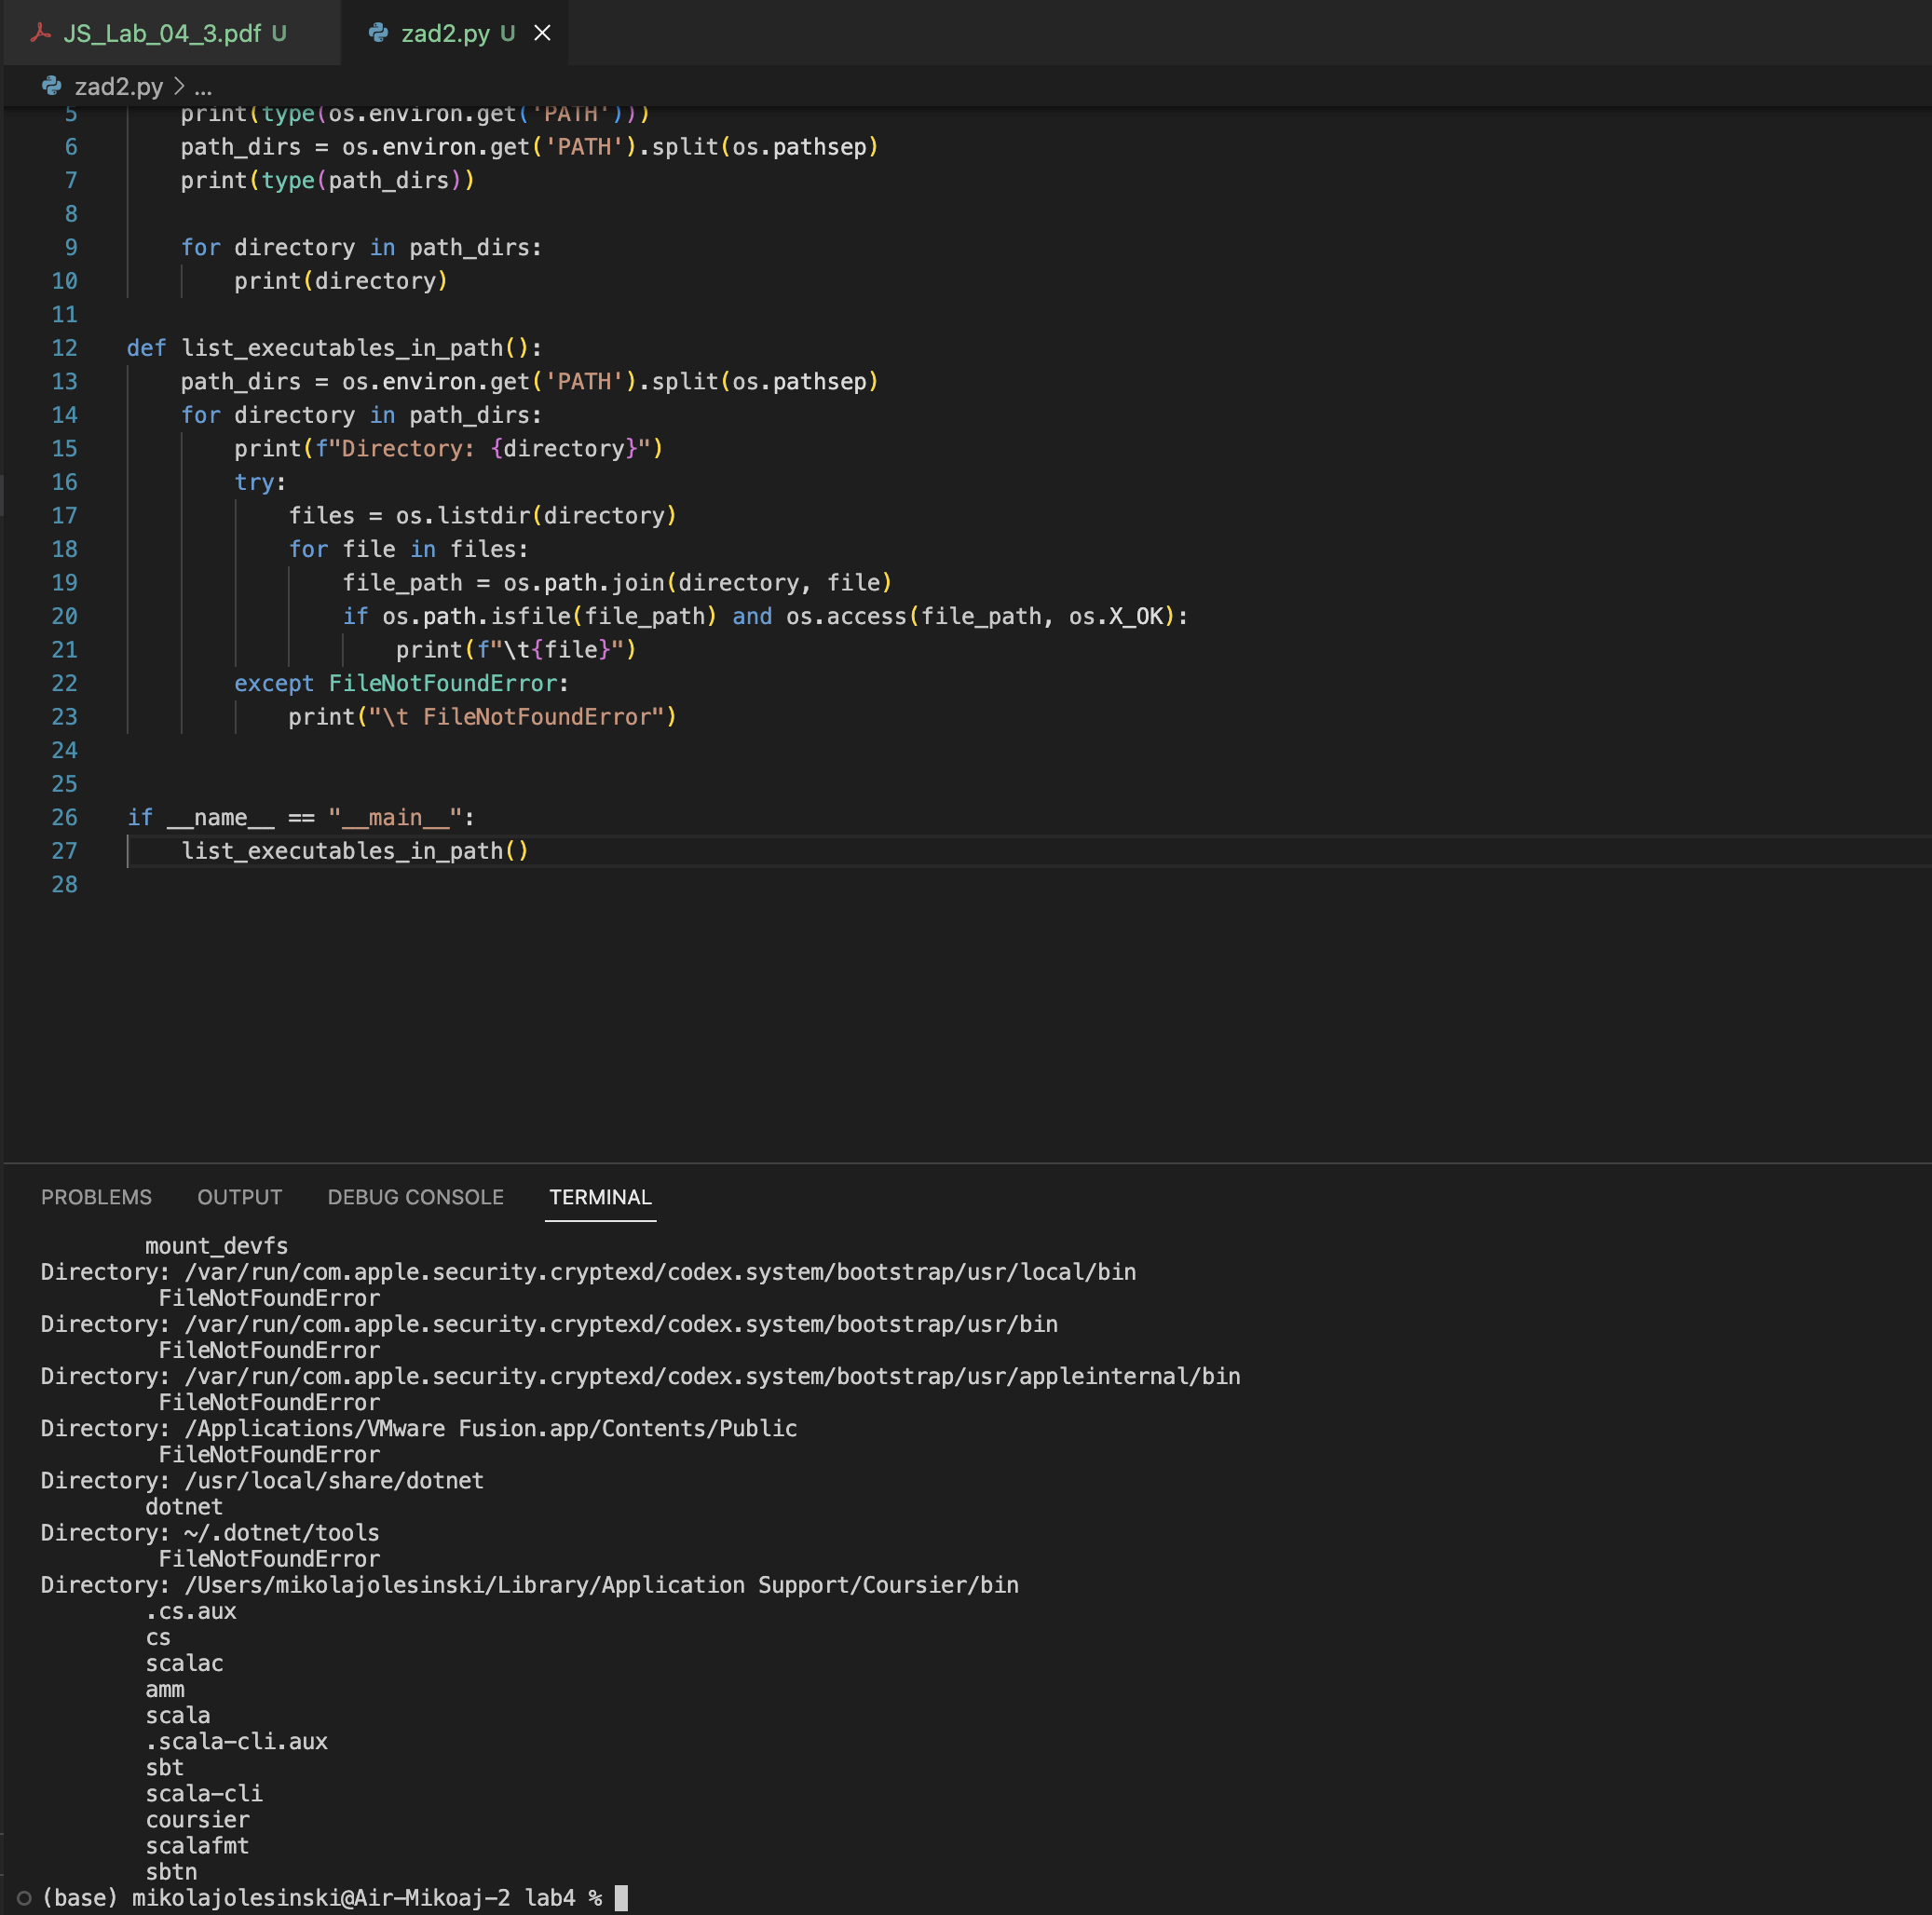 JS_Lab_04_3.pdf U
zad2.py U
zad2.py > ...
5 print(type(os.environ.get('PATH')))
6 path_dirs = os.environ.get('PATH').split(os.pathsep)
7 print(type(path_dirs))
8
9 for directory in path_dirs:
10 print(directory)
11
12 def list_executables_in_path():
13 path_dirs = os.environ.get('PATH').split(os.pathsep)
14 for directory in path_dirs:
15 print(f"Directory: {directory}")
16 try:
17 files = os.listdir(directory)
18 for file in files:
19 file_path = os.path.join(directory, file)
20 if os.path.isfile(file_path) and os.access(file_path, os.X_OK):
21 print(f"\t{file}")
22 except FileNotFoundError:
23 print("\t FileNotFoundError")
24
25
26 if __name__ == "__main__":
27 list_executables_in_path()
28
PROBLEMS OUTPUT DEBUG CONSOLE TERMINAL
mount_devfs
Directory: /var/run/com.apple.security.cryptexd/codex.system/bootstrap/usr/local/bin
FileNotFoundError
Directory: /var/run/com.apple.security.cryptexd/codex.system/bootstrap/usr/bin
FileNotFoundError
Directory: /var/run/com.apple.security.cryptexd/codex.system/bootstrap/usr/appleinternal/bin
FileNotFoundError
Directory: /Applications/VMware Fusion.app/Contents/Public
FileNotFoundError
Directory: /usr/local/share/dotnet
dotnet
Directory: ~/.dotnet/tools
FileNotFoundError
Directory: /Users/mikolajolesinski/Library/Application Support/Coursier/bin
.cs.aux
cs
scalac
amm
scala
.scala-cli.aux
sbt
scala-cli
coursier
scalafmt
sbtn
(base) mikolajolesinski@Air-Mikoaj-2 lab4 %